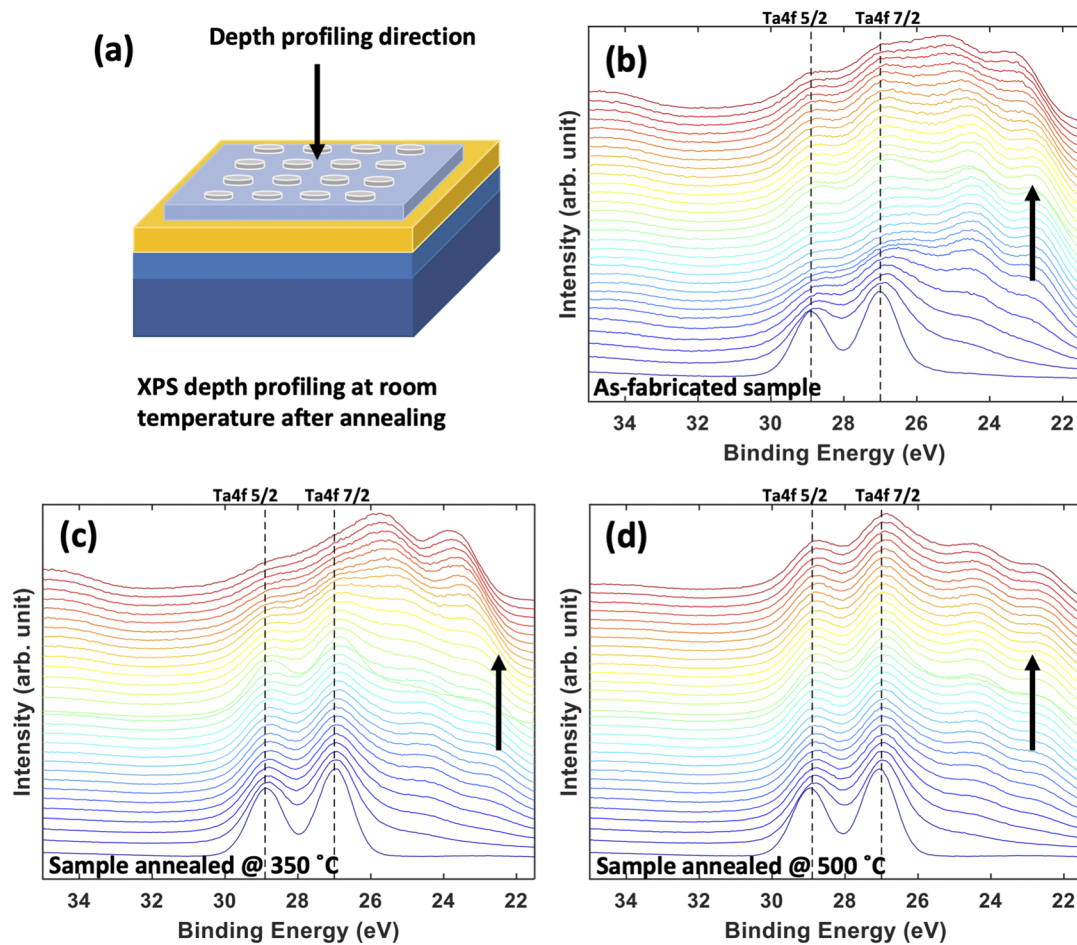 (a)
Depth profiling direction
XPS depth profiling at room
temperature after annealing
Ta4f 5/2 Ta4f 7/2
(b)
Intensity (arb. unit)
As-fabricated sample
34 32 30 28 26 24 22
Binding Energy (eV)
Ta4f 5/2 Ta4f 7/2
(c)
Intensity (arb. unit)
Sample annealed @ 350 °C
34 32 30 28 26 24 22
Binding Energy (eV)
Ta4f 5/2 Ta4f 7/2
(d)
Intensity (arb. unit)
Sample annealed @ 500 °C
34 32 30 28 26 24 22
Binding Energy (eV)